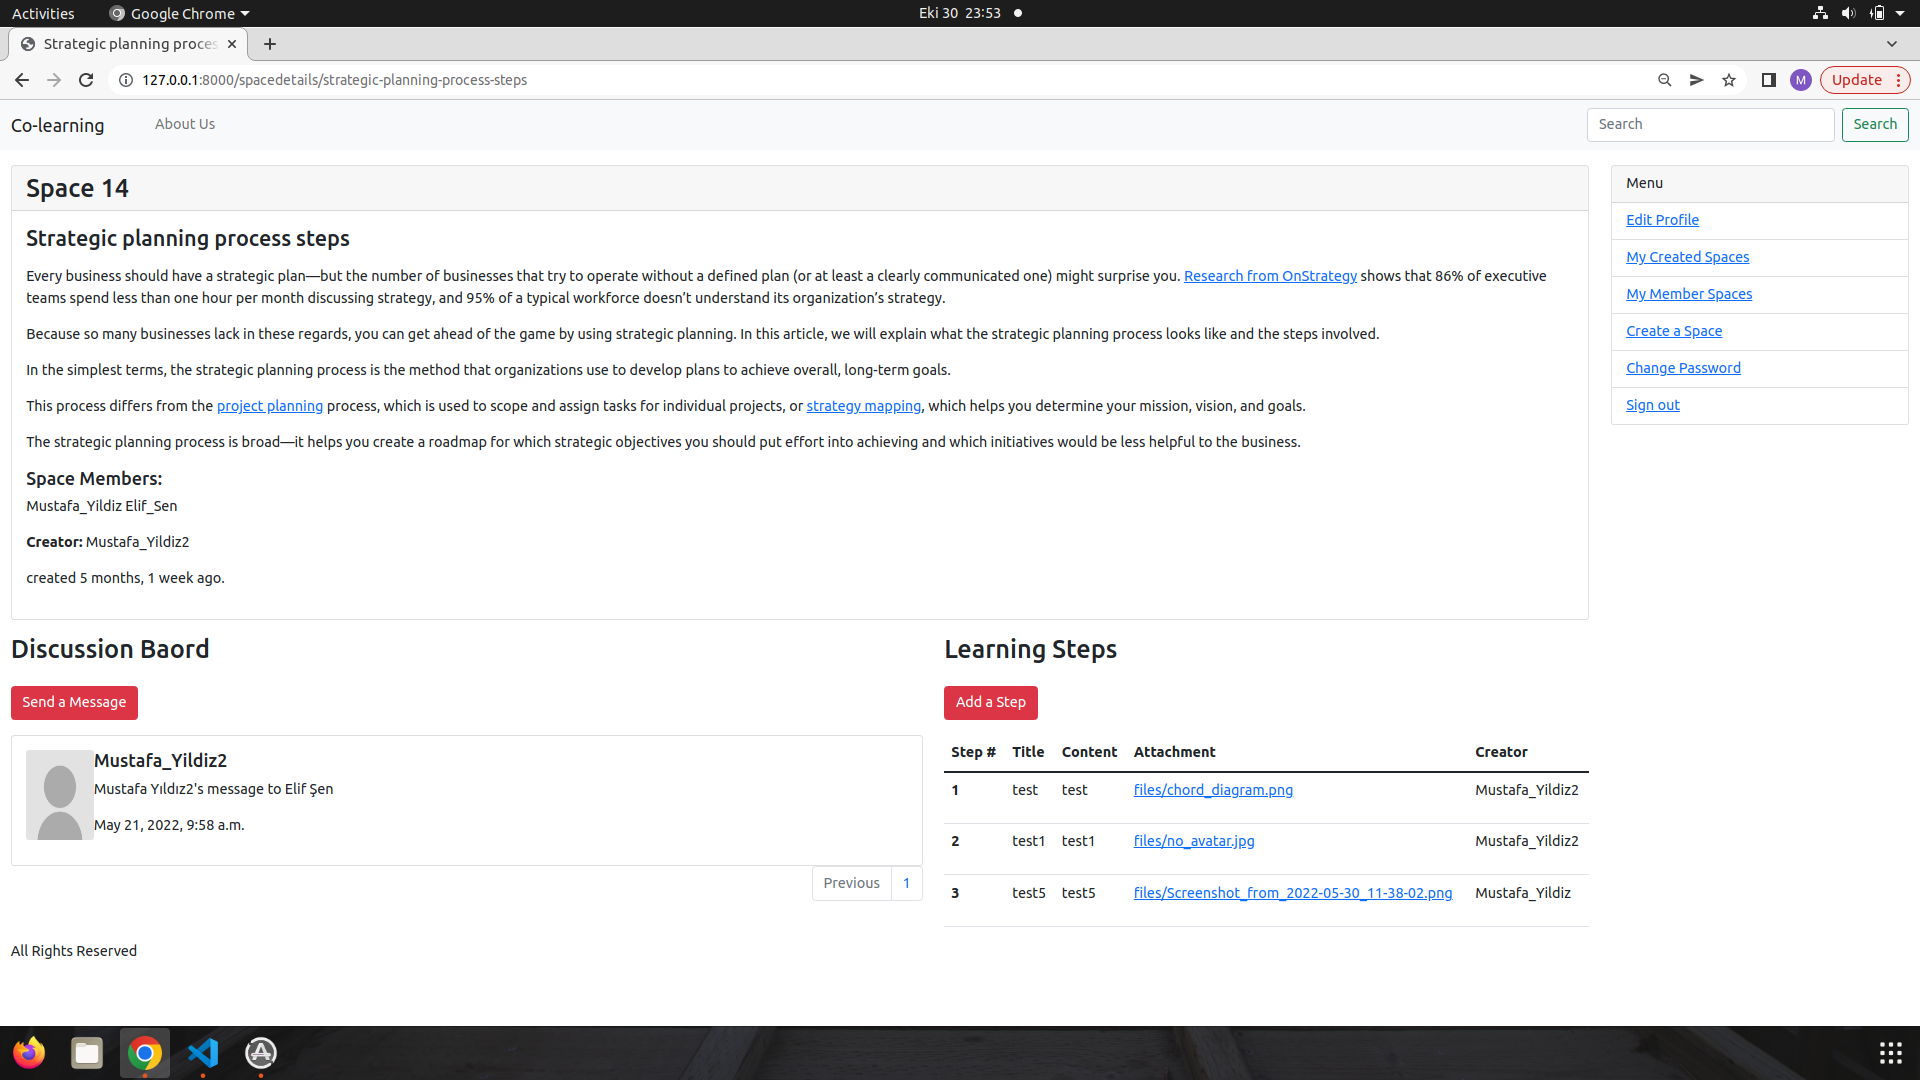 Activities
Google Chrome
Eki 30 23:53
Strategic planning proces
127.0.0.1:8000/spacedetails/strategic-planning-process-steps
M
Update
Co-learning
About Us
Search
Search
Space 14
Strategic planning process steps
Every business should have a strategic plan—but the number of businesses that try to operate without a defined plan (or at least a clearly communicated one) might surprise you. Research from OnStrategy shows that 86% of executive
teams spend less than one hour per month discussing strategy, and 95% of a typical workforce doesn’t understand its organization’s strategy.
Because so many businesses lack in these regards, you can get ahead of the game by using strategic planning. In this article, we will explain what the strategic planning process looks like and the steps involved.
In the simplest terms, the strategic planning process is the method that organizations use to develop plans to achieve overall, long-term goals.
This process differs from the project planning process, which is used to scope and assign tasks for individual projects, or strategy mapping, which helps you determine your mission, vision, and goals.
The strategic planning process is broad—it helps you create a roadmap for which strategic objectives you should put effort into achieving and which initiatives would be less helpful to the business.
Space Members:
Mustafa_Yildiz Elif_Sen
Creator: Mustafa_Yildiz2
created 5 months, 1 week ago.
Menu
Edit Profile
My Created Spaces
My Member Spaces
Create a Space
Change Password
Sign out
Discussion Baord
Send a Message
Mustafa_Yildiz2
Mustafa Yıldız2's message to Elif Şen
May 21, 2022, 9:58 a.m.
Previous 1
Learning Steps
Add a Step
Step # Title Content Attachment Creator
1 test test files/chord_diagram.png Mustafa_Yildiz2
2 test1 test1 files/no_avatar.jpg Mustafa_Yildiz2
3 test5 test5 files/Screenshot_from_2022-05-30_11-38-02.png Mustafa_Yildiz
All Rights Reserved